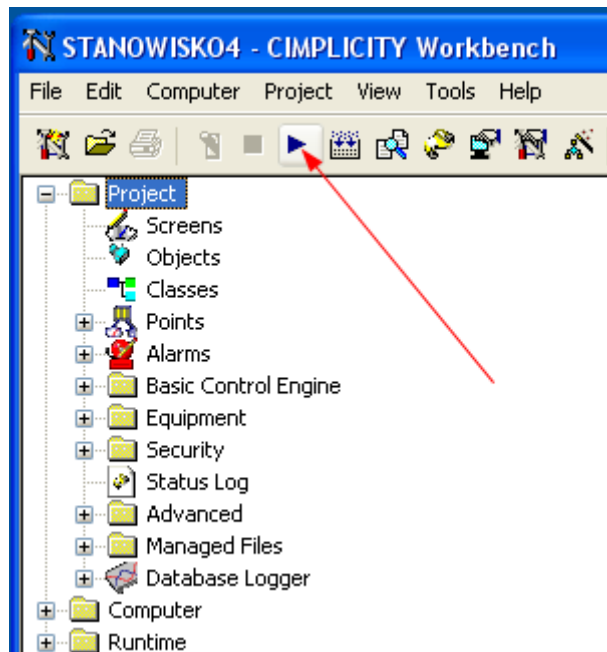 STANOWISKO4 - CIMPLICITY Workbench
File Edit Computer Project View Tools Help
Project
Screens
Objects
Classes
Points
Alarms
Basic Control Engine
Equipment
Security
Status Log
Advanced
Managed Files
Database Logger
Computer
Runtime